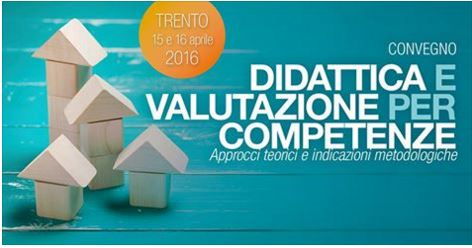 TRENTO
15 e 16 aprile
2016
CONVEGNO
DIDATTICA E
VALUTAZIONE PER
COMPETENZE
Approcci teorici e indicazioni metodologiche